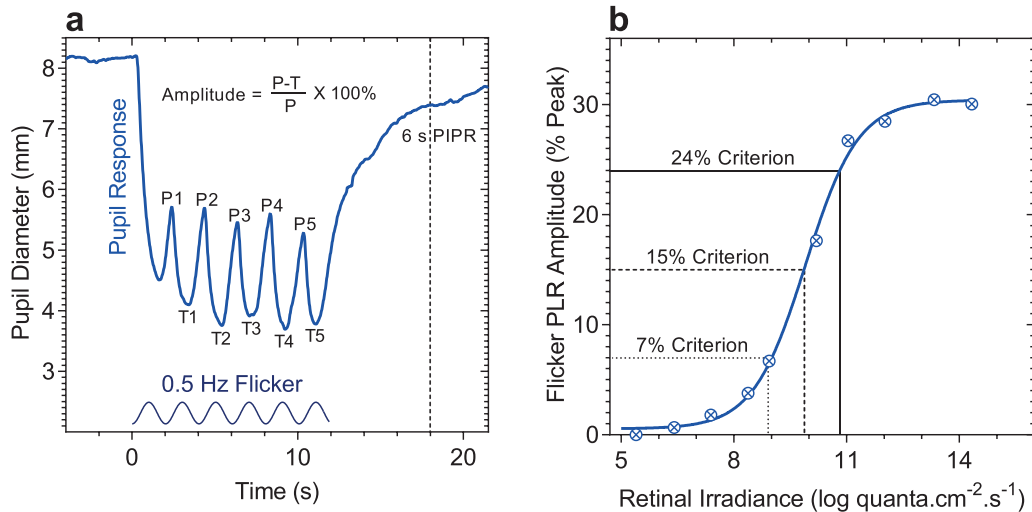 a
Pupil Diameter (mm)
8
7
6
5
4
3
Pupil Response
Amplitude = P-T
P
X 100%
6 s PIPR
P1 P2 P3 P4 P5
T1 T2 T3 T4 T5
0.5 Hz Flicker
0 10 20
Time (s)
b
Flicker PLR Amplitude (% Peak)
30
20
10
0
24% Criterion
15% Criterion
7% Criterion
5 8 11 14
Retinal Irradiance (log quanta.cm⁻².s⁻¹)